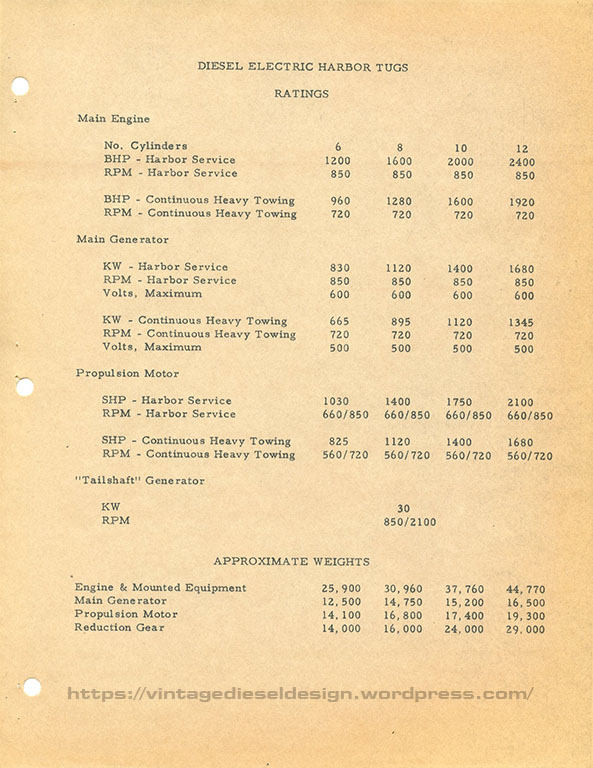 DIESEL ELECTRIC HARBOR TUGS
RATINGS
Main Engine
No. Cylinders 6 8 10 12
BHP - Harbor Service 1200 1600 2000 2400
RPM - Harbor Service 850 850 850 850
BHP - Continuous Heavy Towing 960 1280 1600 1920
RPM - Continuous Heavy Towing 720 720 720 720
Main Generator
KW - Harbor Service 830 1120 1400 1680
RPM - Harbor Service 850 850 850 850
Volts, Maximum 600 600 600 600
KW - Continuous Heavy Towing 665 895 1120 1345
RPM - Continuous Heavy Towing 720 720 720 720
Volts, Maximum 500 500 500 500
Propulsion Motor
SHP - Harbor Service 1030 1400 1750 2100
RPM - Harbor Service 660/850 660/850 660/850 660/850
SHP - Continuous Heavy Towing 825 1120 1400 1680
RPM - Continuous Heavy Towing 560/720 560/720 560/720 560/720
"Tailshaft" Generator
KW 30
RPM 850/2100
APPROXIMATE WEIGHTS
Engine & Mounted Equipment 25,900 30,960 37,760 44,770
Main Generator 12,500 14,750 15,200 16,500
Propulsion Motor 14,100 16,800 17,400 19,300
Reduction Gear 14,000 16,000 24,000 29.000
https://vintagedieseldesign.wordpress.com/